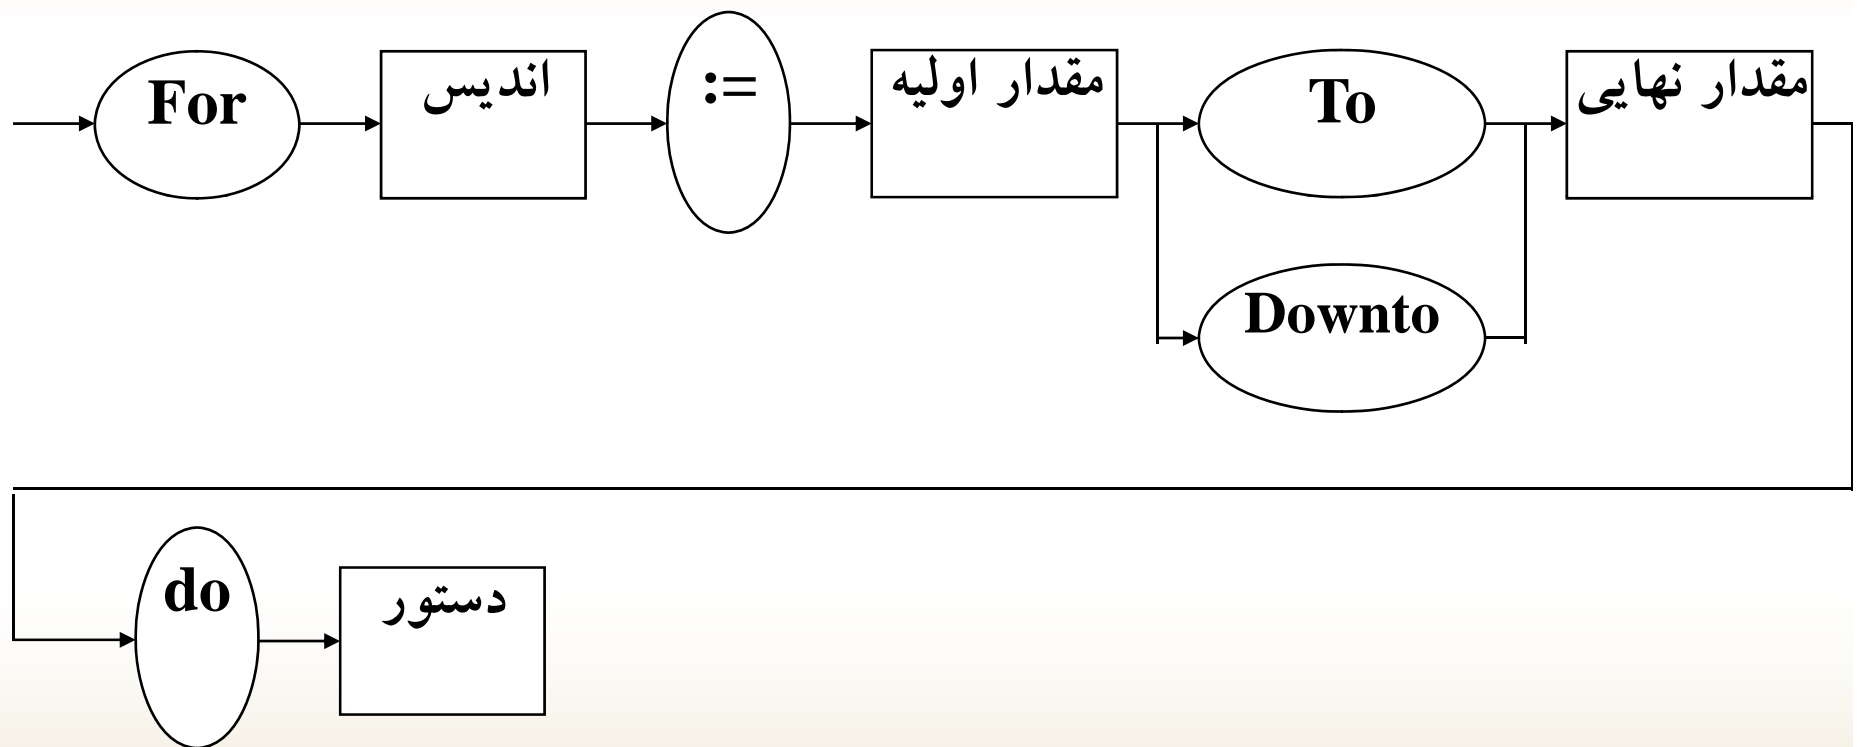 For
اندیس
:=
مقدار اولیه
To
مقدار نهایی
Downto
do
دستور